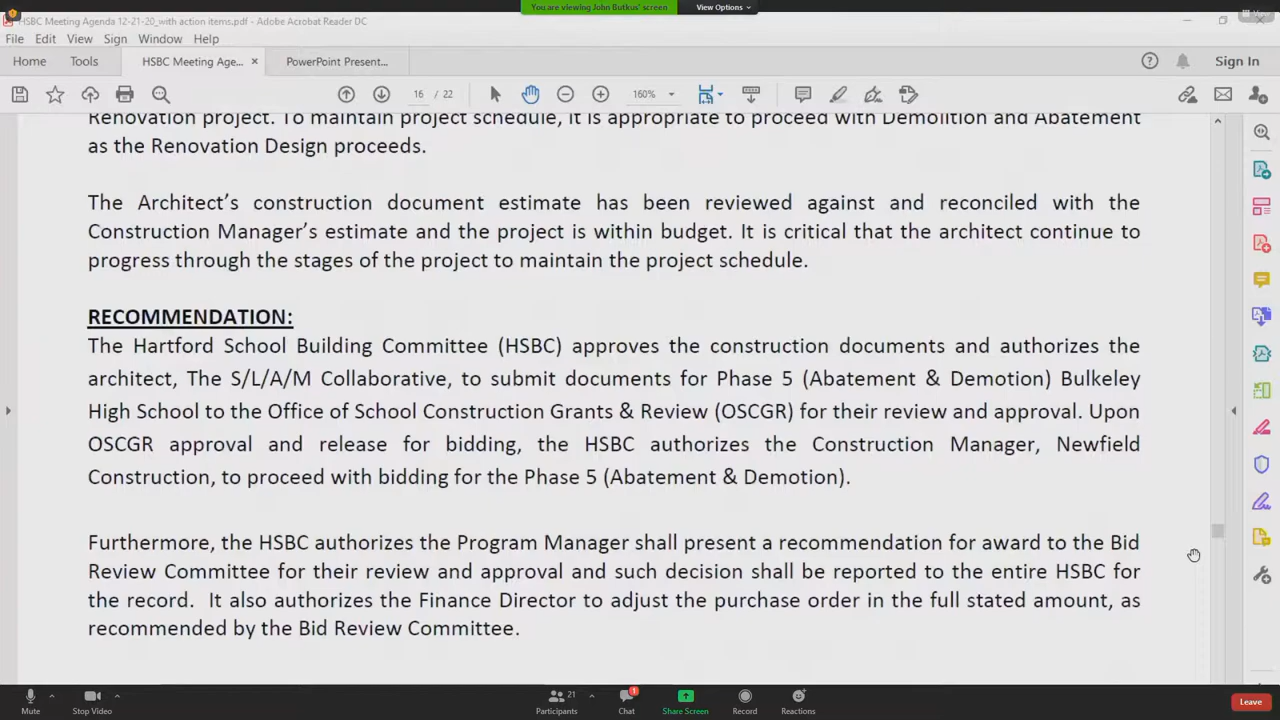 You are viewing John Butkus' screen
View Options
HSBC Meeting Agenda 12-21-20_with action items.pdf - Adobe Acrobat Reader DC
View
File Edit View Sign Window Help
Home Tools HSBC Meeting Age... × PowerPoint Present... Sign In
16 / 22 160%
Renovation project. To maintain project schedule, it is appropriate to proceed with Demolition and Abatement
as the Renovation Design proceeds.
The Architect's construction document estimate has been reviewed against and reconciled with the
Construction Manager's estimate and the project is within budget. It is critical that the architect continue to
progress through the stages of the project to maintain the project schedule.
RECOMMENDATION:
The Hartford School Building Committee (HSBC) approves the construction documents and authorizes the
architect, The S/L/A/M Collaborative, to submit documents for Phase 5 (Abatement & Demotion) Bulkeley
High School to the Office of School Construction Grants & Review (OSCGR) for their review and approval. Upon
OSCGR approval and release for bidding, the HSBC authorizes the Construction Manager, Newfield
Construction, to proceed with bidding for the Phase 5 (Abatement & Demotion).
Furthermore, the HSBC authorizes the Program Manager shall present a recommendation for award to the Bid
Review Committee for their review and approval and such decision shall be reported to the entire HSBC for
the record. It also authorizes the Finance Director to adjust the purchase order in the full stated amount, as
recommended by the Bid Review Committee.
21 1
Mute Stop Video Participants Chat Share Screen Record Reactions Leave